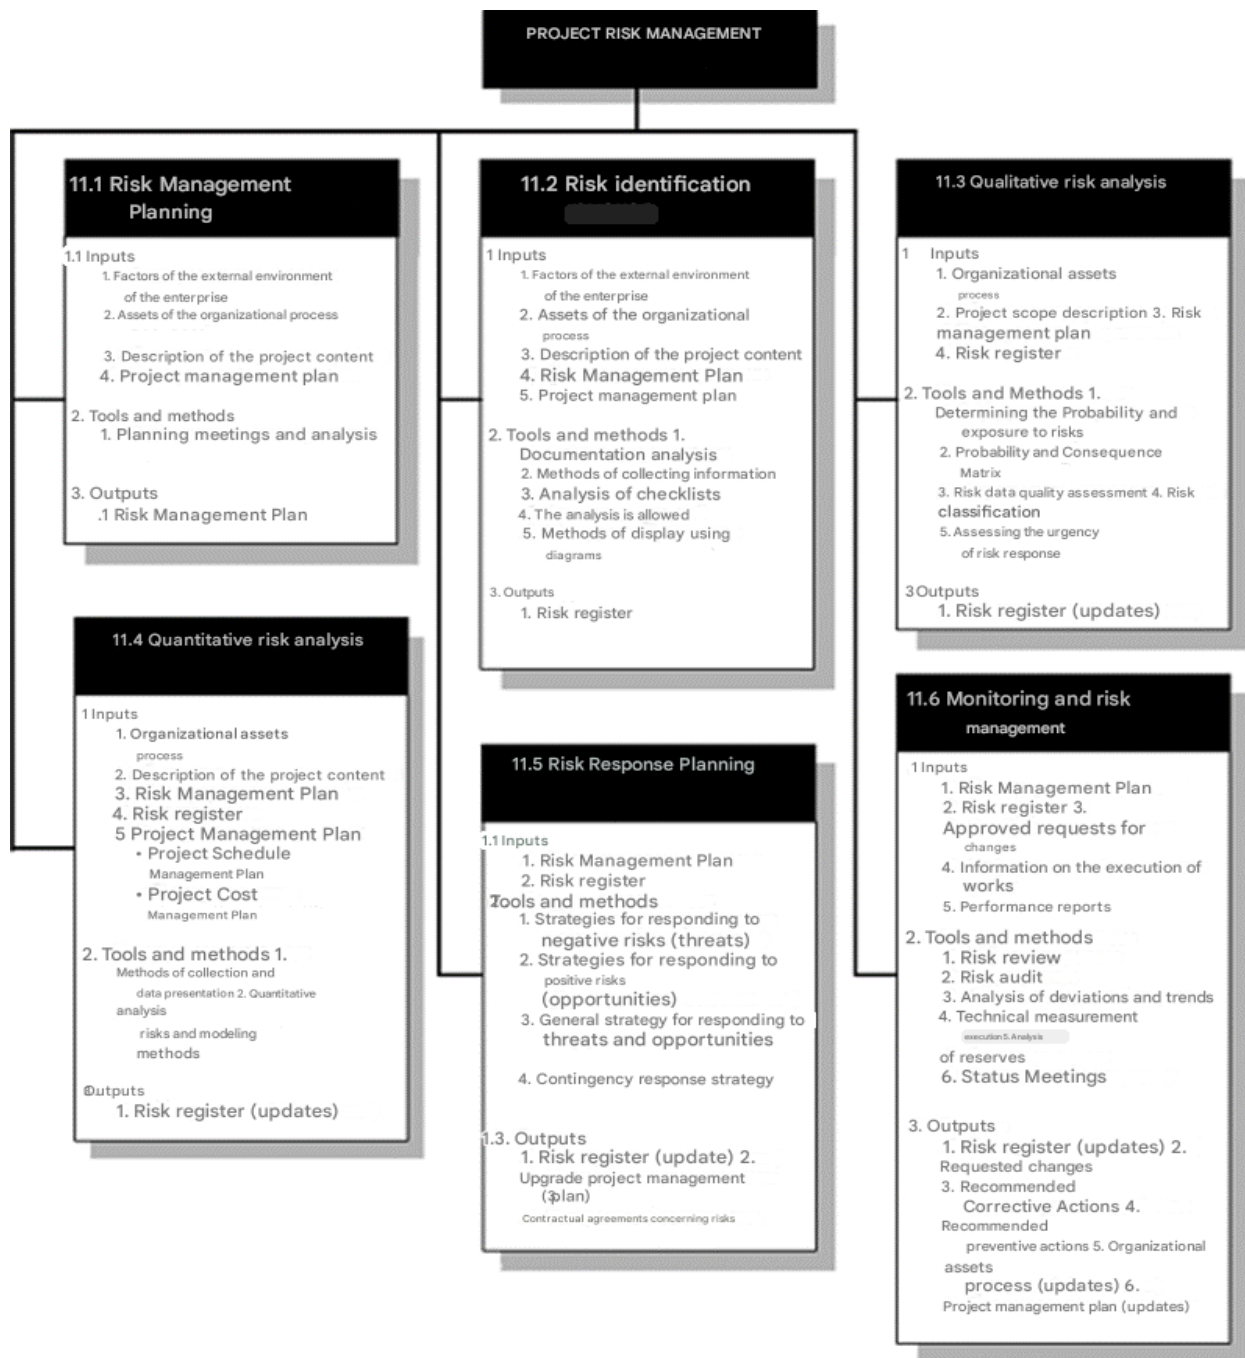 PROJECT RISK MANAGEMENT
11.1 Risk Management
Planning
1.1 Inputs
1. Factors of the external environment
of the enterprise
2. Assets of the organizational process
3. Description of the project content
4. Project management plan
2. Tools and methods
1. Planning meetings and analysis
3. Outputs
.1 Risk Management Plan
11.2 Risk identification
1 Inputs
1. Factors of the external environment
of the enterprise
2. Assets of the organizational
process
3. Description of the project content
4. Risk Management Plan
5. Project management plan
2. Tools and methods 1.
Documentation analysis
2. Methods of collecting information
3. Analysis of checklists
4. The analysis is allowed
5. Methods of display using
diagrams
3. Outputs
1. Risk register
11.3 Qualitative risk analysis
1 Inputs
1. Organizational assets
process
2. Project scope description 3. Risk
management plan
4. Risk register
2. Tools and Methods 1.
Determining the Probability and
exposure to risks
2. Probability and Consequence
Matrix
3. Risk data quality assessment 4. Risk
classification
5. Assessing the urgency
of risk response
3 Outputs
1. Risk register (updates)
11.4 Quantitative risk analysis
1 Inputs
1. Organizational assets
process
2. Description of the project content
3. Risk Management Plan
4. Risk register
5 Project Management Plan
• Project Schedule
Management Plan
• Project Cost
Management Plan
2. Tools and methods 1.
Methods of collection and
data presentation 2. Quantitative
analysis
risks and modeling
methods
Outputs
1. Risk register (updates)
11.5 Risk Response Planning
1.1 Inputs
1. Risk Management Plan
2. Risk register
Tools and methods
1. Strategies for responding to
negative risks (threats)
2. Strategies for responding to
positive risks
(opportunities)
3. General strategy for responding to
threats and opportunities
4. Contingency response strategy
1.3. Outputs
1. Risk register (update) 2.
Upgrade project management
plan)
Contractual agreements concerning risks
11.6 Monitoring and risk
management
1 Inputs
1. Risk Management Plan
2. Risk register 3.
Approved requests for
changes
4. Information on the execution of
works
5. Performance reports
2. Tools and methods
1. Risk review
2. Risk audit
3. Analysis of deviations and trends
4. Technical measurement
execution 5. Analysis
of reserves
6. Status Meetings
3. Outputs
1. Risk register (updates) 2.
Requested changes
3. Recommended
Corrective Actions 4.
Recommended
preventive actions 5. Organizational
assets
process (updates) 6.
Project management plan (updates)